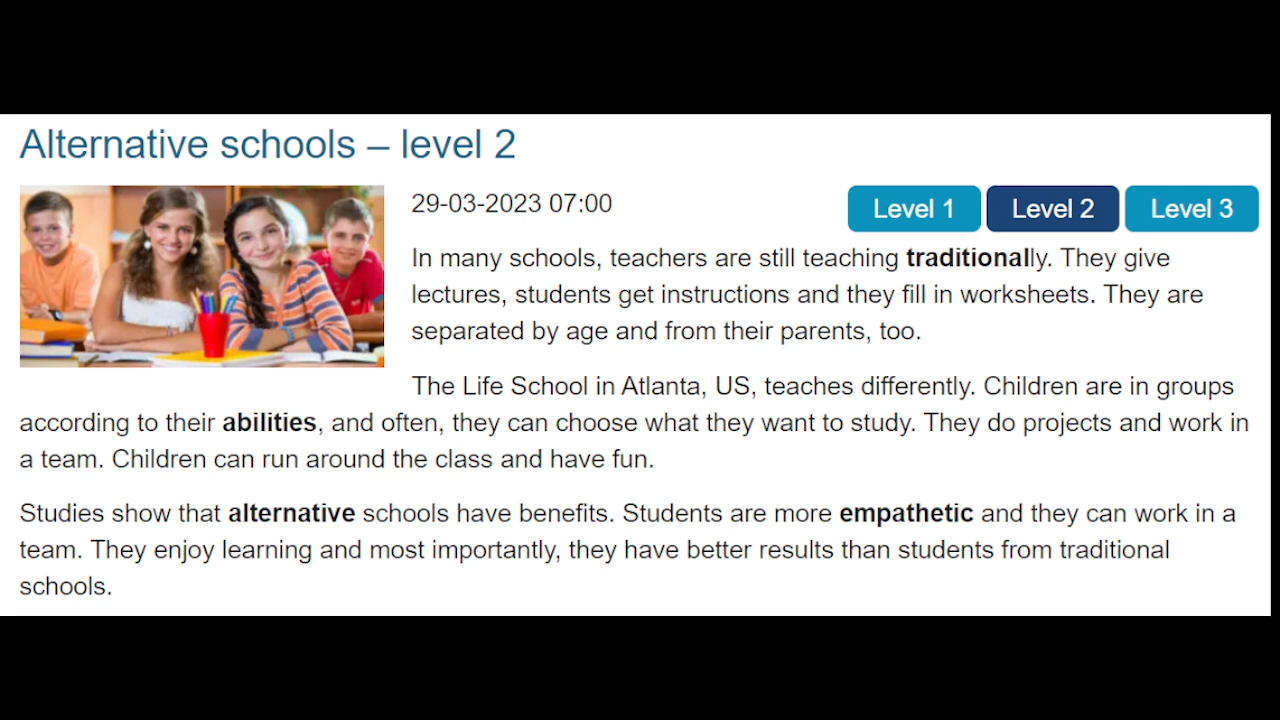 Alternative schools – level 2
29-03-2023 07:00
Level 1
Level 2
Level 3
In many schools, teachers are still teaching traditionally. They give
lectures, students get instructions and they fill in worksheets. They are
separated by age and from their parents, too.
The Life School in Atlanta, US, teaches differently. Children are in groups
according to their abilities, and often, they can choose what they want to study. They do projects and work in
a team. Children can run around the class and have fun.
Studies show that alternative schools have benefits. Students are more empathetic and they can work in a
team. They enjoy learning and most importantly, they have better results than students from traditional
schools.